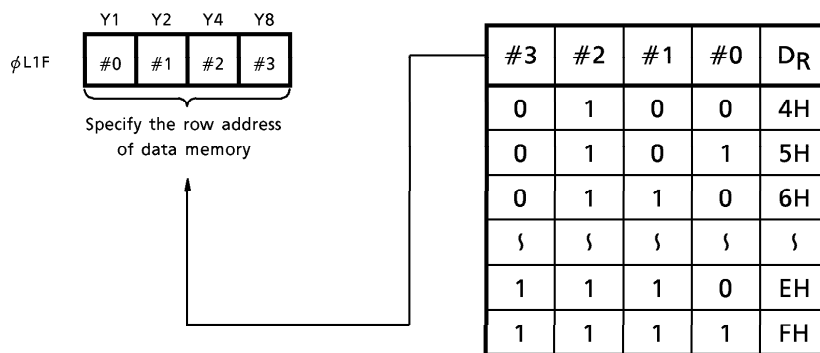 Y1 Y2 Y4 Y8
ϕL1F #0 #1 #2 #3
Specify the row address
of data memory
#3 #2 #1 #0 DR
0 1 0 0 4H
0 1 0 1 5H
0 1 1 0 6H
≀ ≀ ≀ ≀ ≀
1 1 1 0 EH
1 1 1 1 FH